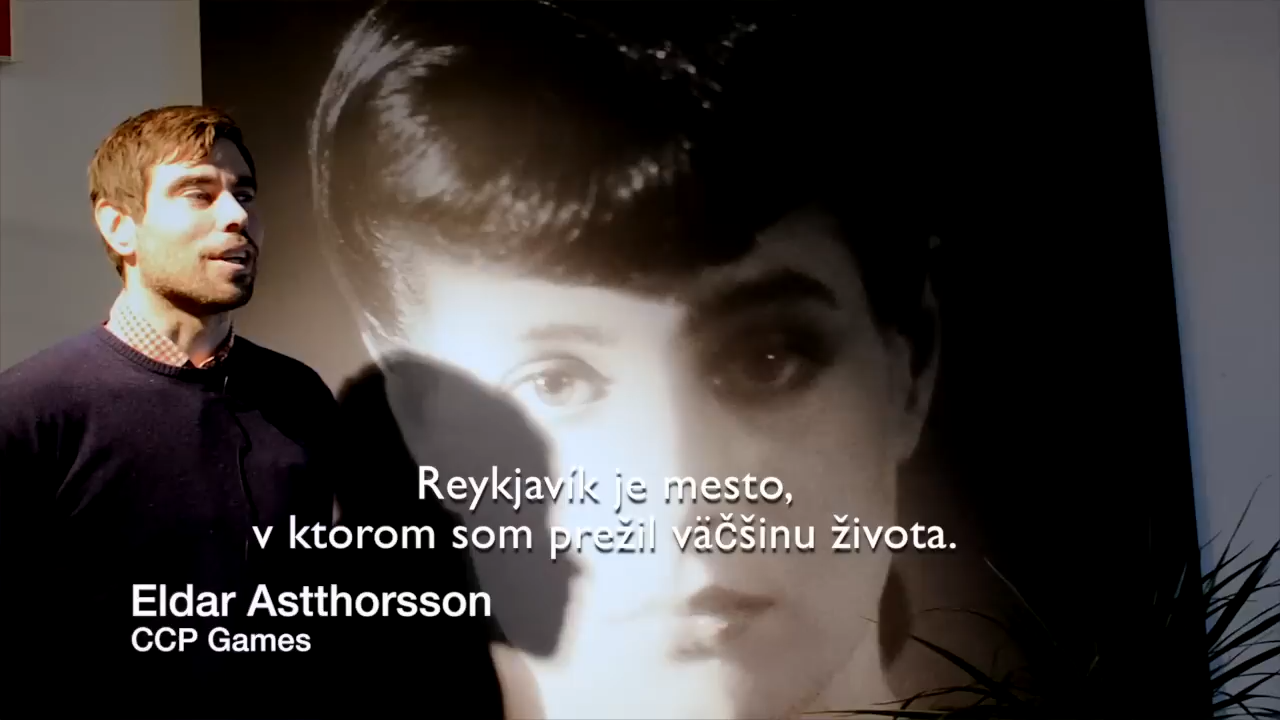 Reykjavík je mesto,
v ktorom som prežil väčšinu života.
Eldar Astthorsson
CCP Games